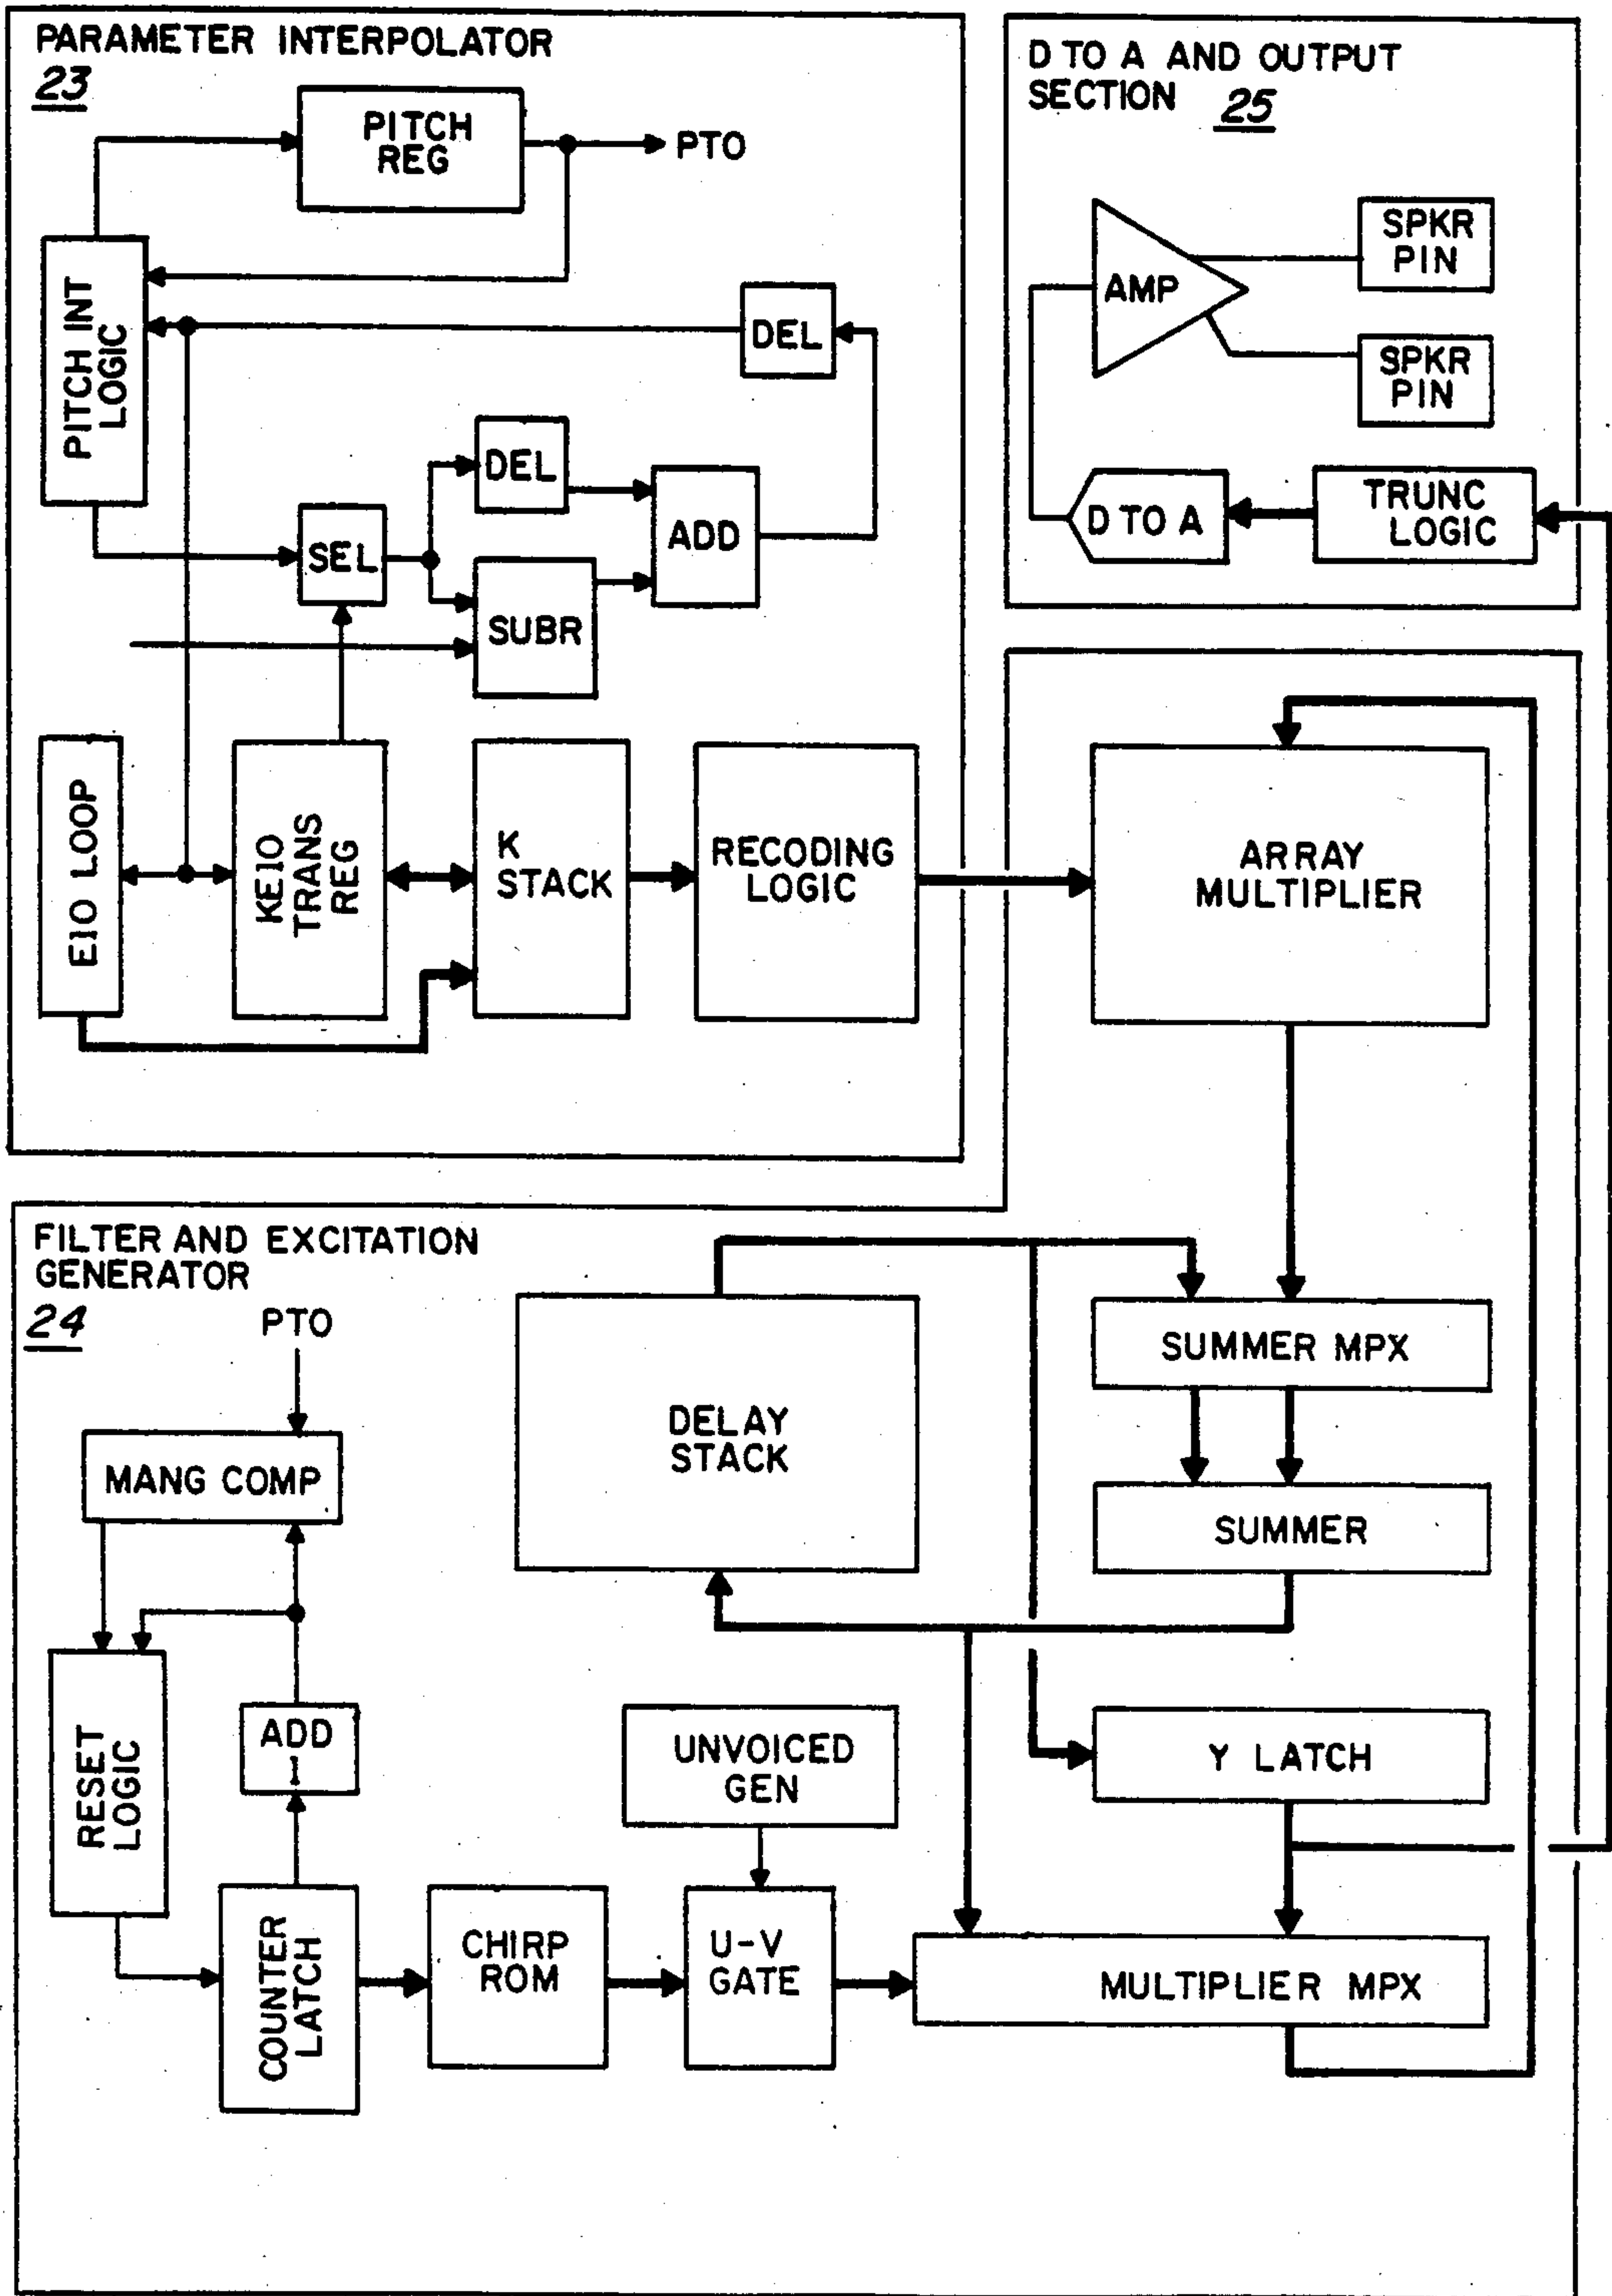 PARAMETER INTERPOLATOR
23
PITCH
REG
PTO
PITCH INT
LOGIC
DEL
DEL
SEL
ADD
SUBR
E10 LOOP
KE10
TRANS
REG
K
STACK
RECODING
LOGIC
D TO A AND OUTPUT
SECTION 25
AMP
SPKR
PIN
SPKR
PIN
D TO A
TRUNC
LOGIC
ARRAY
MULTIPLIER
FILTER AND EXCITATION
GENERATOR
24
PTO
MANG COMP
RESET
LOGIC
ADD
1
COUNTER
LATCH
CHIRP
ROM
UNVOICED
GEN
U-V
GATE
DELAY
STACK
SUMMER MPX
SUMMER
Y LATCH
MULTIPLIER MPX